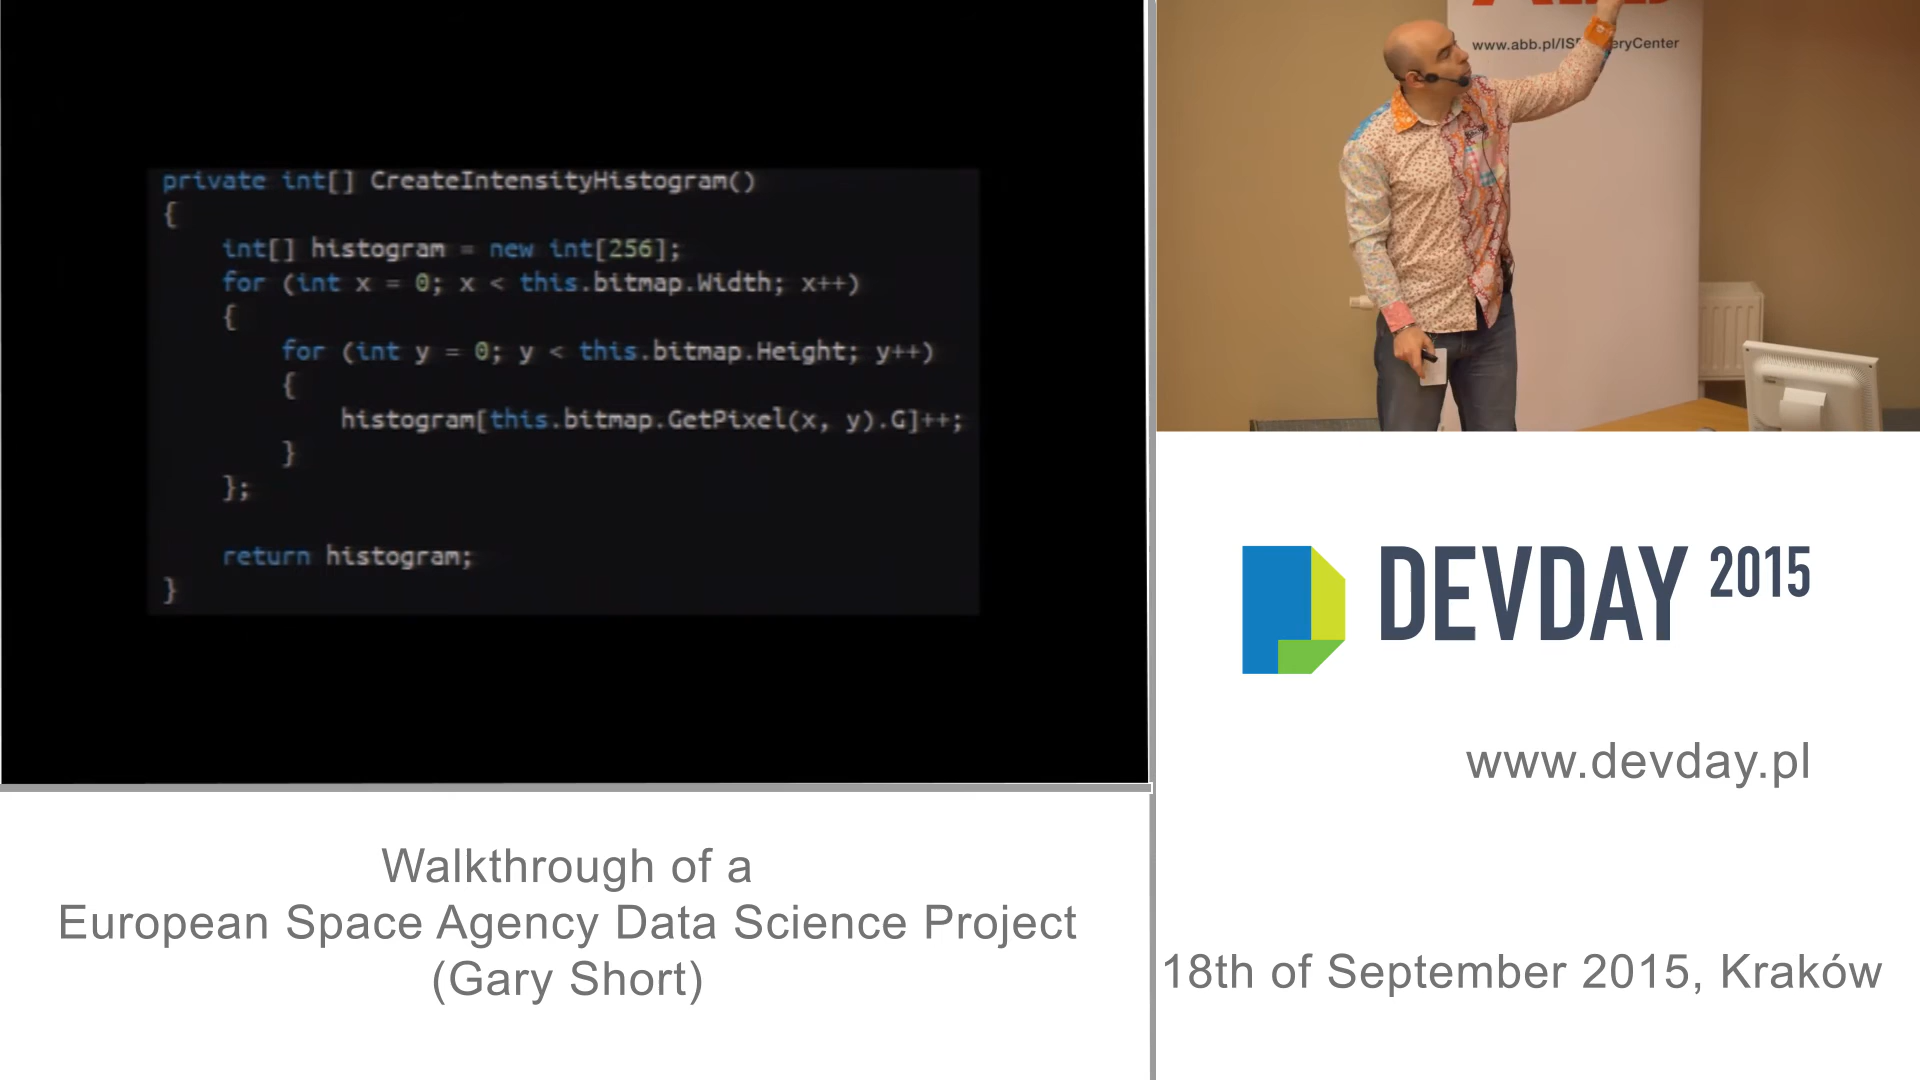 private int[] CreateIntensityHistogram()
{
int[] histogram = new int[256];
for (int x = 0; x < this.bitmap.Width; x++)
{
for (int y = 0; y < this.bitmap.Height; y++)
{
histogram[this.bitmap.GetPixel(x, y).G]++;
}
};
return histogram;
}
www.abb.pl/IS
eryCenter
DEVDAY 2015
www.devday.pl
Walkthrough of a
European Space Agency Data Science Project
(Gary Short)
18th of September 2015, Kraków